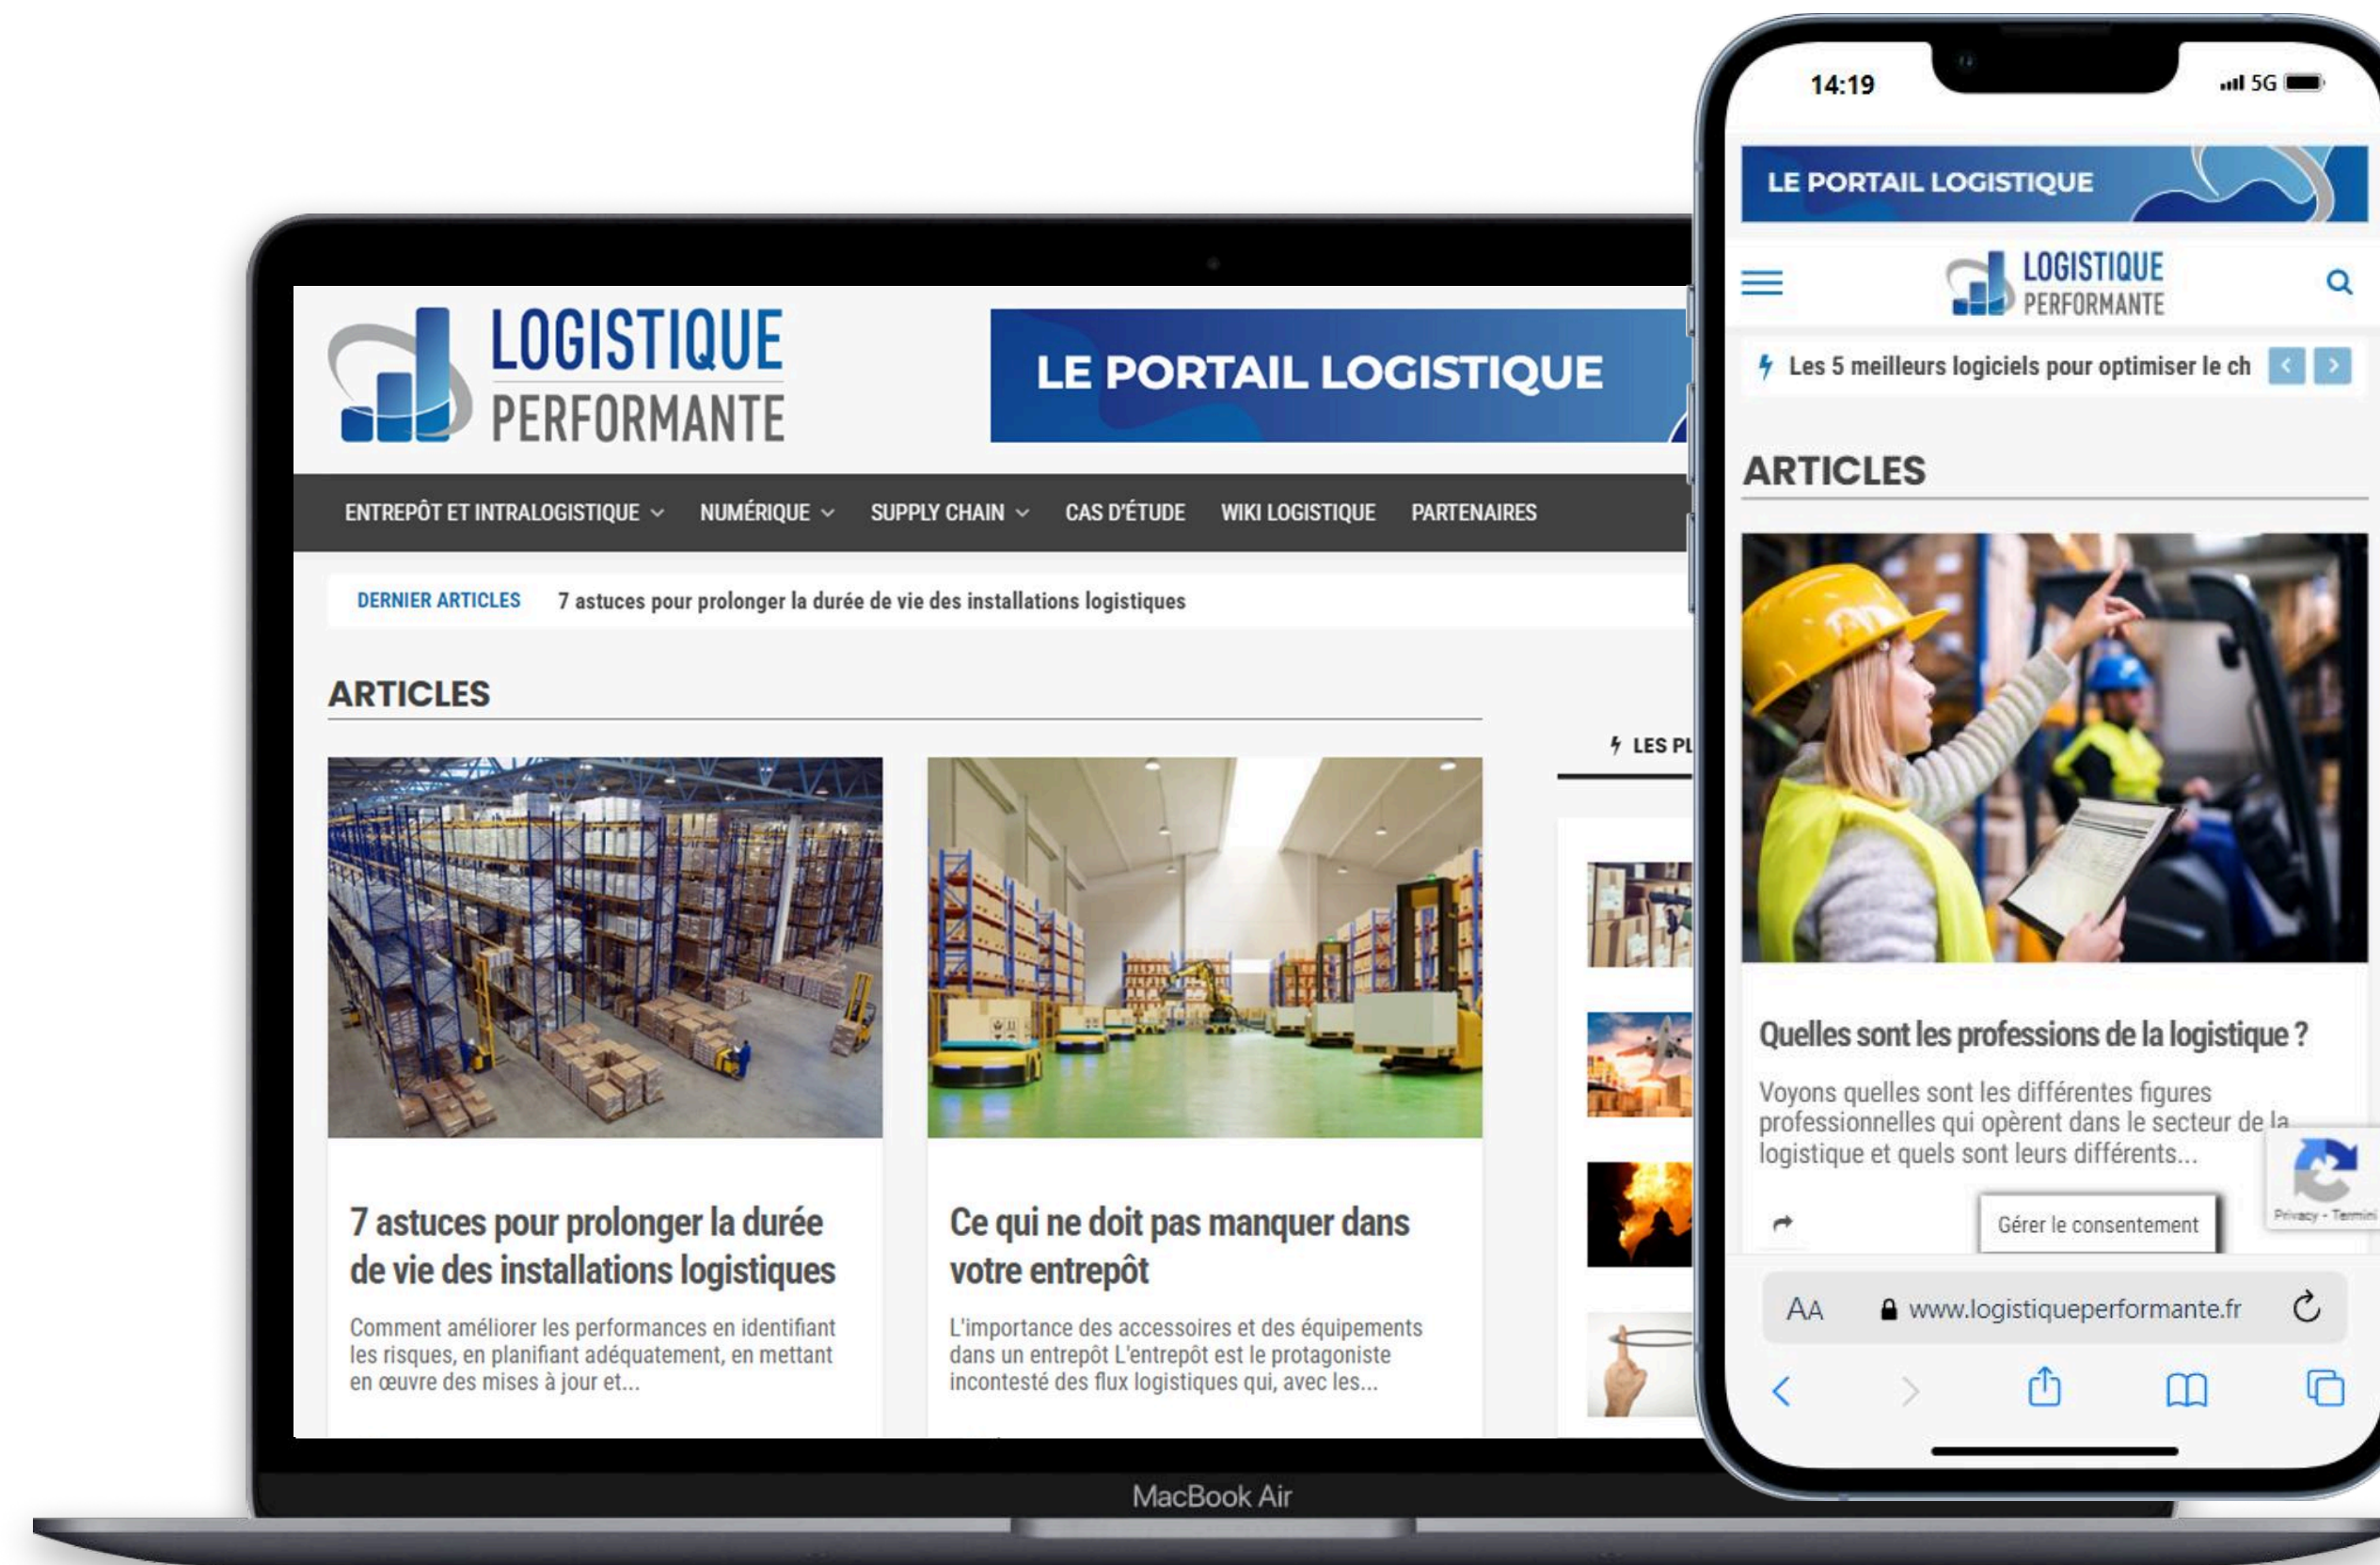 LOGISTIQUE
PERFORMANTE
LE PORTAIL LOGISTIQUE
ENTREPÔT ET INTRALOGISTIQUE NUMÉRIQUE SUPPLY CHAIN CAS D'ÉTUDE WIKI LOGISTIQUE PARTENAIRES
DERNIER ARTICLES 7 astuces pour prolonger la durée de vie des installations logistiques
ARTICLES
LES PL
7 astuces pour prolonger la durée
de vie des installations logistiques
Comment améliorer les performances en identifiant
les risques, en planifiant adéquatement, en mettant
en œuvre des mises à jour et...
Ce qui ne doit pas manquer dans
votre entrepôt
L'importance des accessoires et des équipements
dans un entrepôt L'entrepôt est le protagoniste
incontesté des flux logistiques qui, avec les...
MacBook Air
14:19 5G
LE PORTAIL LOGISTIQUE
LOGISTIQUE
PERFORMANTE
Les 5 meilleurs logiciels pour optimiser le ch
ARTICLES
Quelles sont les professions de la logistique ?
Voyons quelles sont les différentes figures
professionnelles qui opèrent dans le secteur de la
logistique et quels sont leurs différents...
Privacy - Termini
Gérer le consentement
AA www.logistiqueperformante.fr